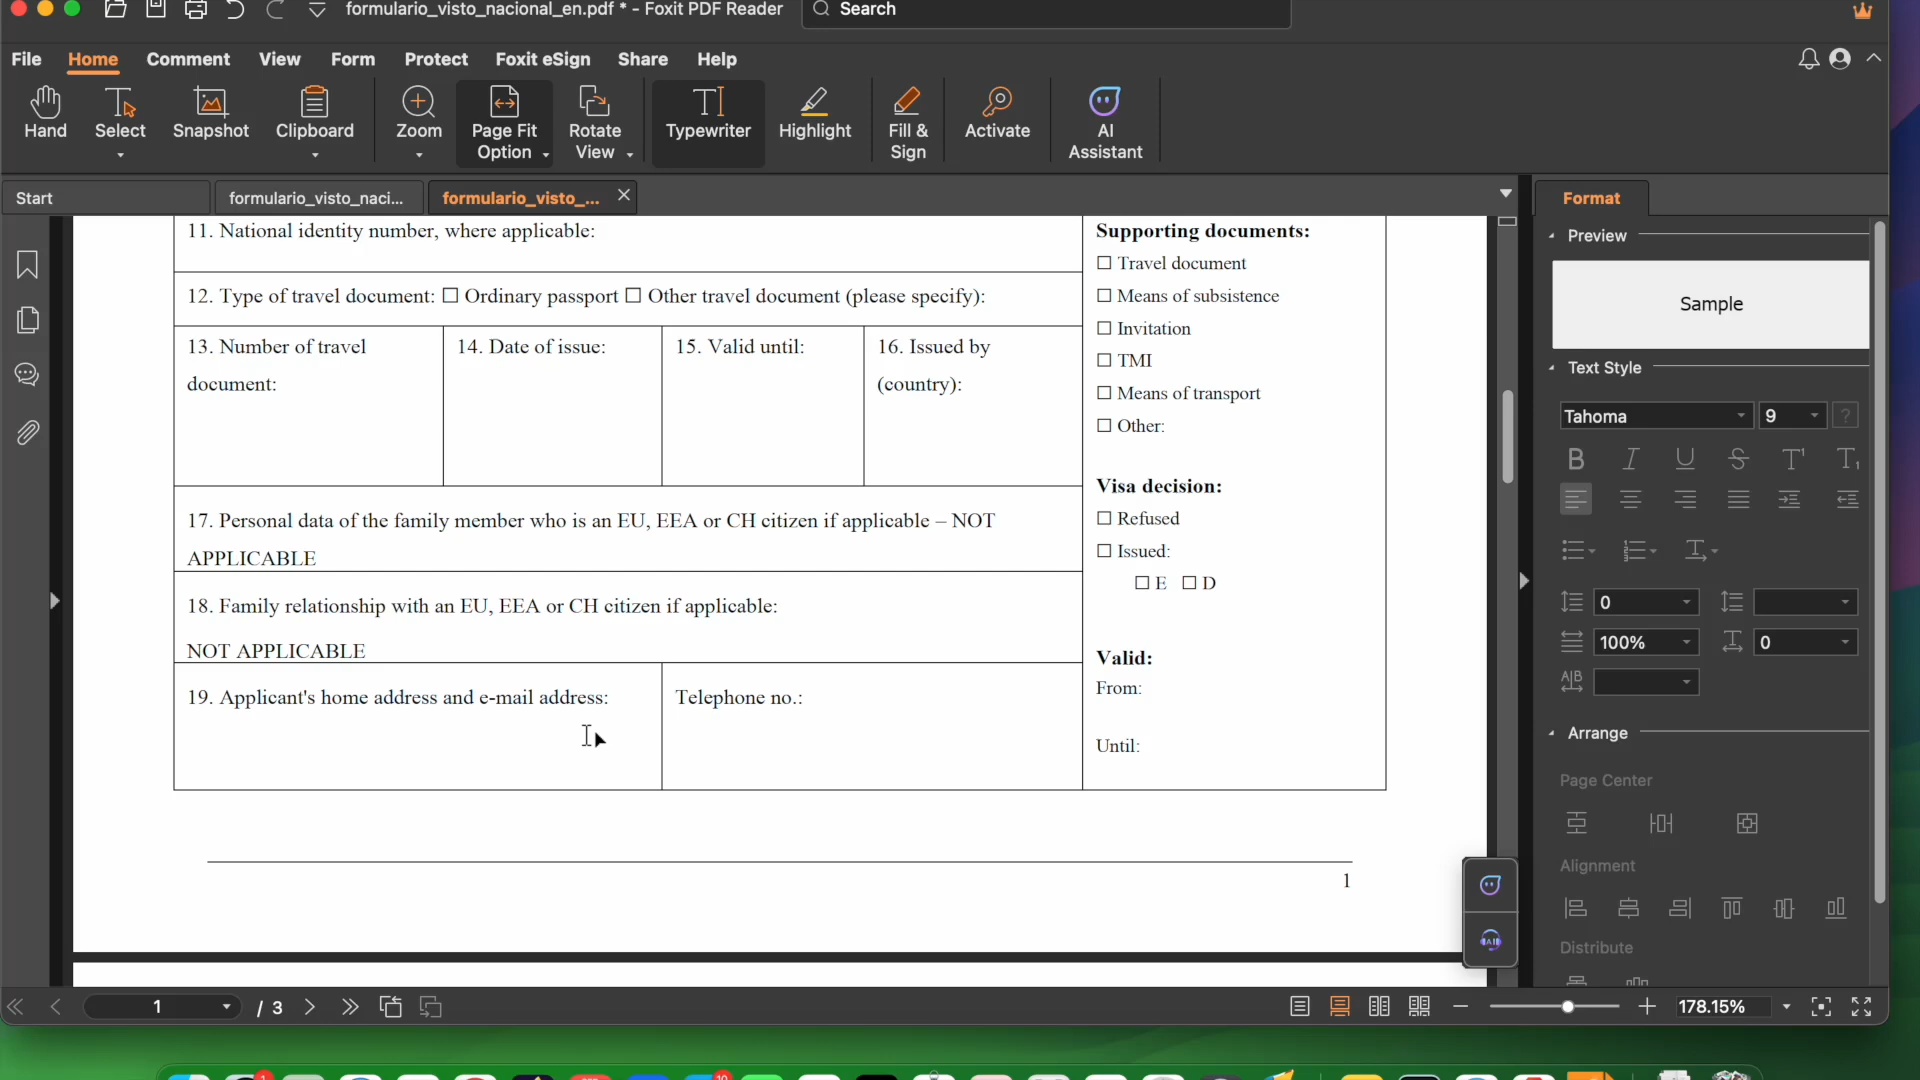 formulario_visto_nacional_en.pdf * - Foxit PDF Reader
Search
File Home Comment View Form Protect Foxit eSign Share Help
Hand Select Snapshot Clipboard Zoom Page Fit Option Rotate View Typewriter Highlight Fill & Sign Activate AI Assistant
Start formulario_visto_naci... formulario_visto_...
11. National identity number, where applicable:
12. Type of travel document: ☐ Ordinary passport ☐ Other travel document (please specify):
13. Number of travel
document:
14. Date of issue:
15. Valid until:
16. Issued by
(country):
17. Personal data of the family member who is an EU, EEA or CH citizen if applicable – NOT
APPLICABLE
18. Family relationship with an EU, EEA or CH citizen if applicable:
NOT APPLICABLE
19. Applicant's home address and e-mail address:
Telephone no.:
Supporting documents:
☐ Travel document
☐ Means of subsistence
☐ Invitation
☐ TMI
☐ Means of transport
☐ Other:
Visa decision:
☐ Refused
☐ Issued:
☐ E ☐ D
Valid:
From:
Until:
1
Format
Preview
Sample
Text Style
Tahoma 9
0
100% 0
Arrange
Page Center
Alignment
Distribute
1 / 3
178.15%
1
10